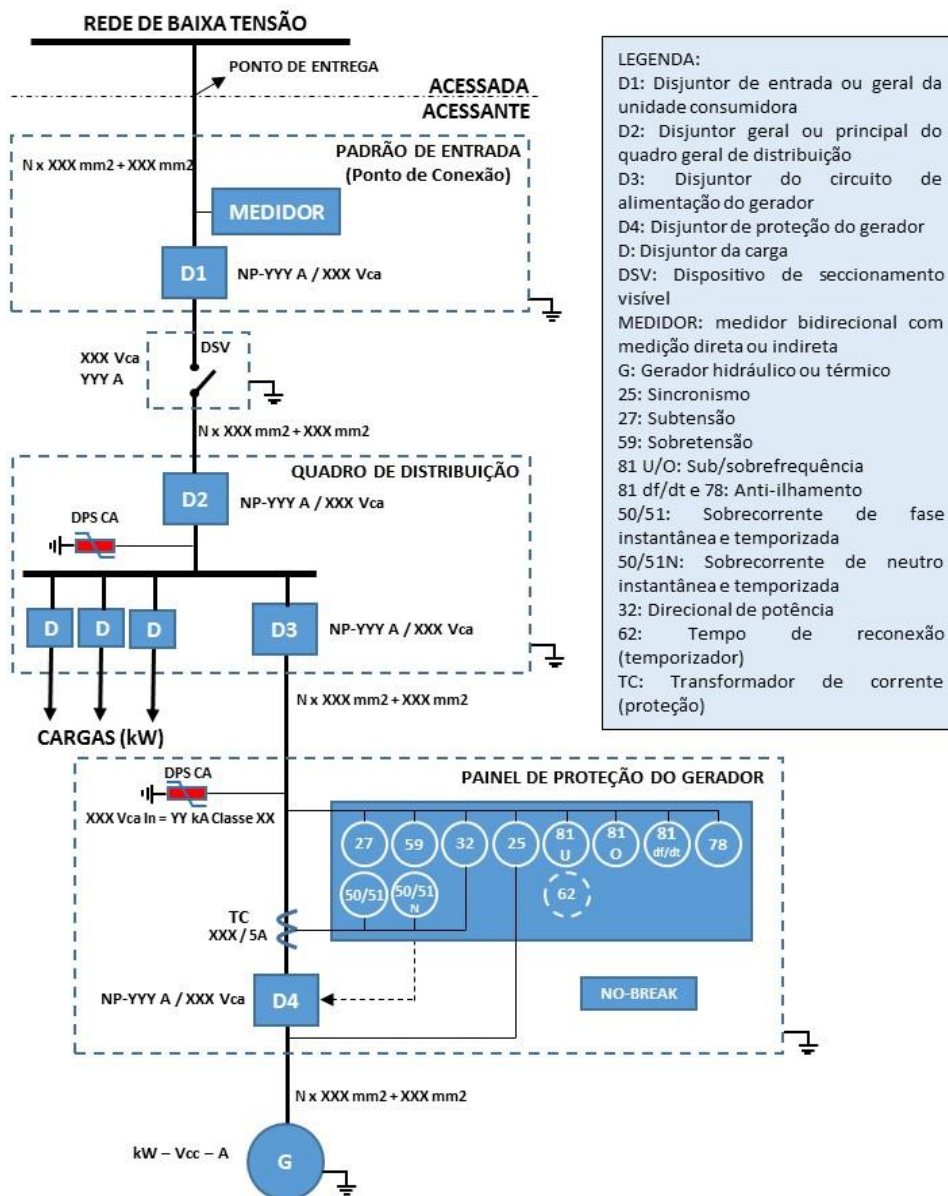 REDE DE BAIXA TENSÃO
PONTO DE ENTREGA
ACESSADA
ACESSANTE
N x XXX mm2 + XXX mm2
PADRÃO DE ENTRADA
(Ponto de Conexão)
MEDIDOR
D1
NP-YYY A / XXX Vca
DSV
XXX Vca
YYY A
N x XXX mm2 + XXX mm2
QUADRO DE DISTRIBUIÇÃO
D2
NP-YYY A / XXX Vca
DPS CA
D
D
D
D3
NP-YYY A / XXX Vca
N x XXX mm2 + XXX mm2
CARGAS (kW)
DPS CA
PAINEL DE PROTEÇÃO DO GERADOR
XXX Vca In = YY kA Classe XX
27
59
32
25
81
U
81
O
81
df/dt
78
50/51
50/51
N
62
TC
XXX / 5A
NP-YYY A / XXX Vca
D4
NO-BREAK
N x XXX mm2 + XXX mm2
kW – Vcc – A
G
LEGENDA:
D1: Disjuntor de entrada ou geral da
unidade consumidora
D2: Disjuntor geral ou principal do
quadro geral de distribuição
D3: Disjuntor do circuito de
alimentação do gerador
D4: Disjuntor de proteção do gerador
D: Disjuntor da carga
DSV: Dispositivo de seccionamento
visível
MEDIDOR: medidor bidirecional com
medição direta ou indireta
G: Gerador hidráulico ou térmico
25: Sincronismo
27: Subtensão
59: Sobretensão
81 U/O: Sub/sobrefrequência
81 df/dt e 78: Anti-ilhamento
50/51: Sobrecorrente de fase
instantânea e temporizada
50/51N: Sobrecorrente de neutro
instantânea e temporizada
32: Direcional de potência
62: Tempo de reconexão
(temporizador)
TC: Transformador de corrente
(proteção)